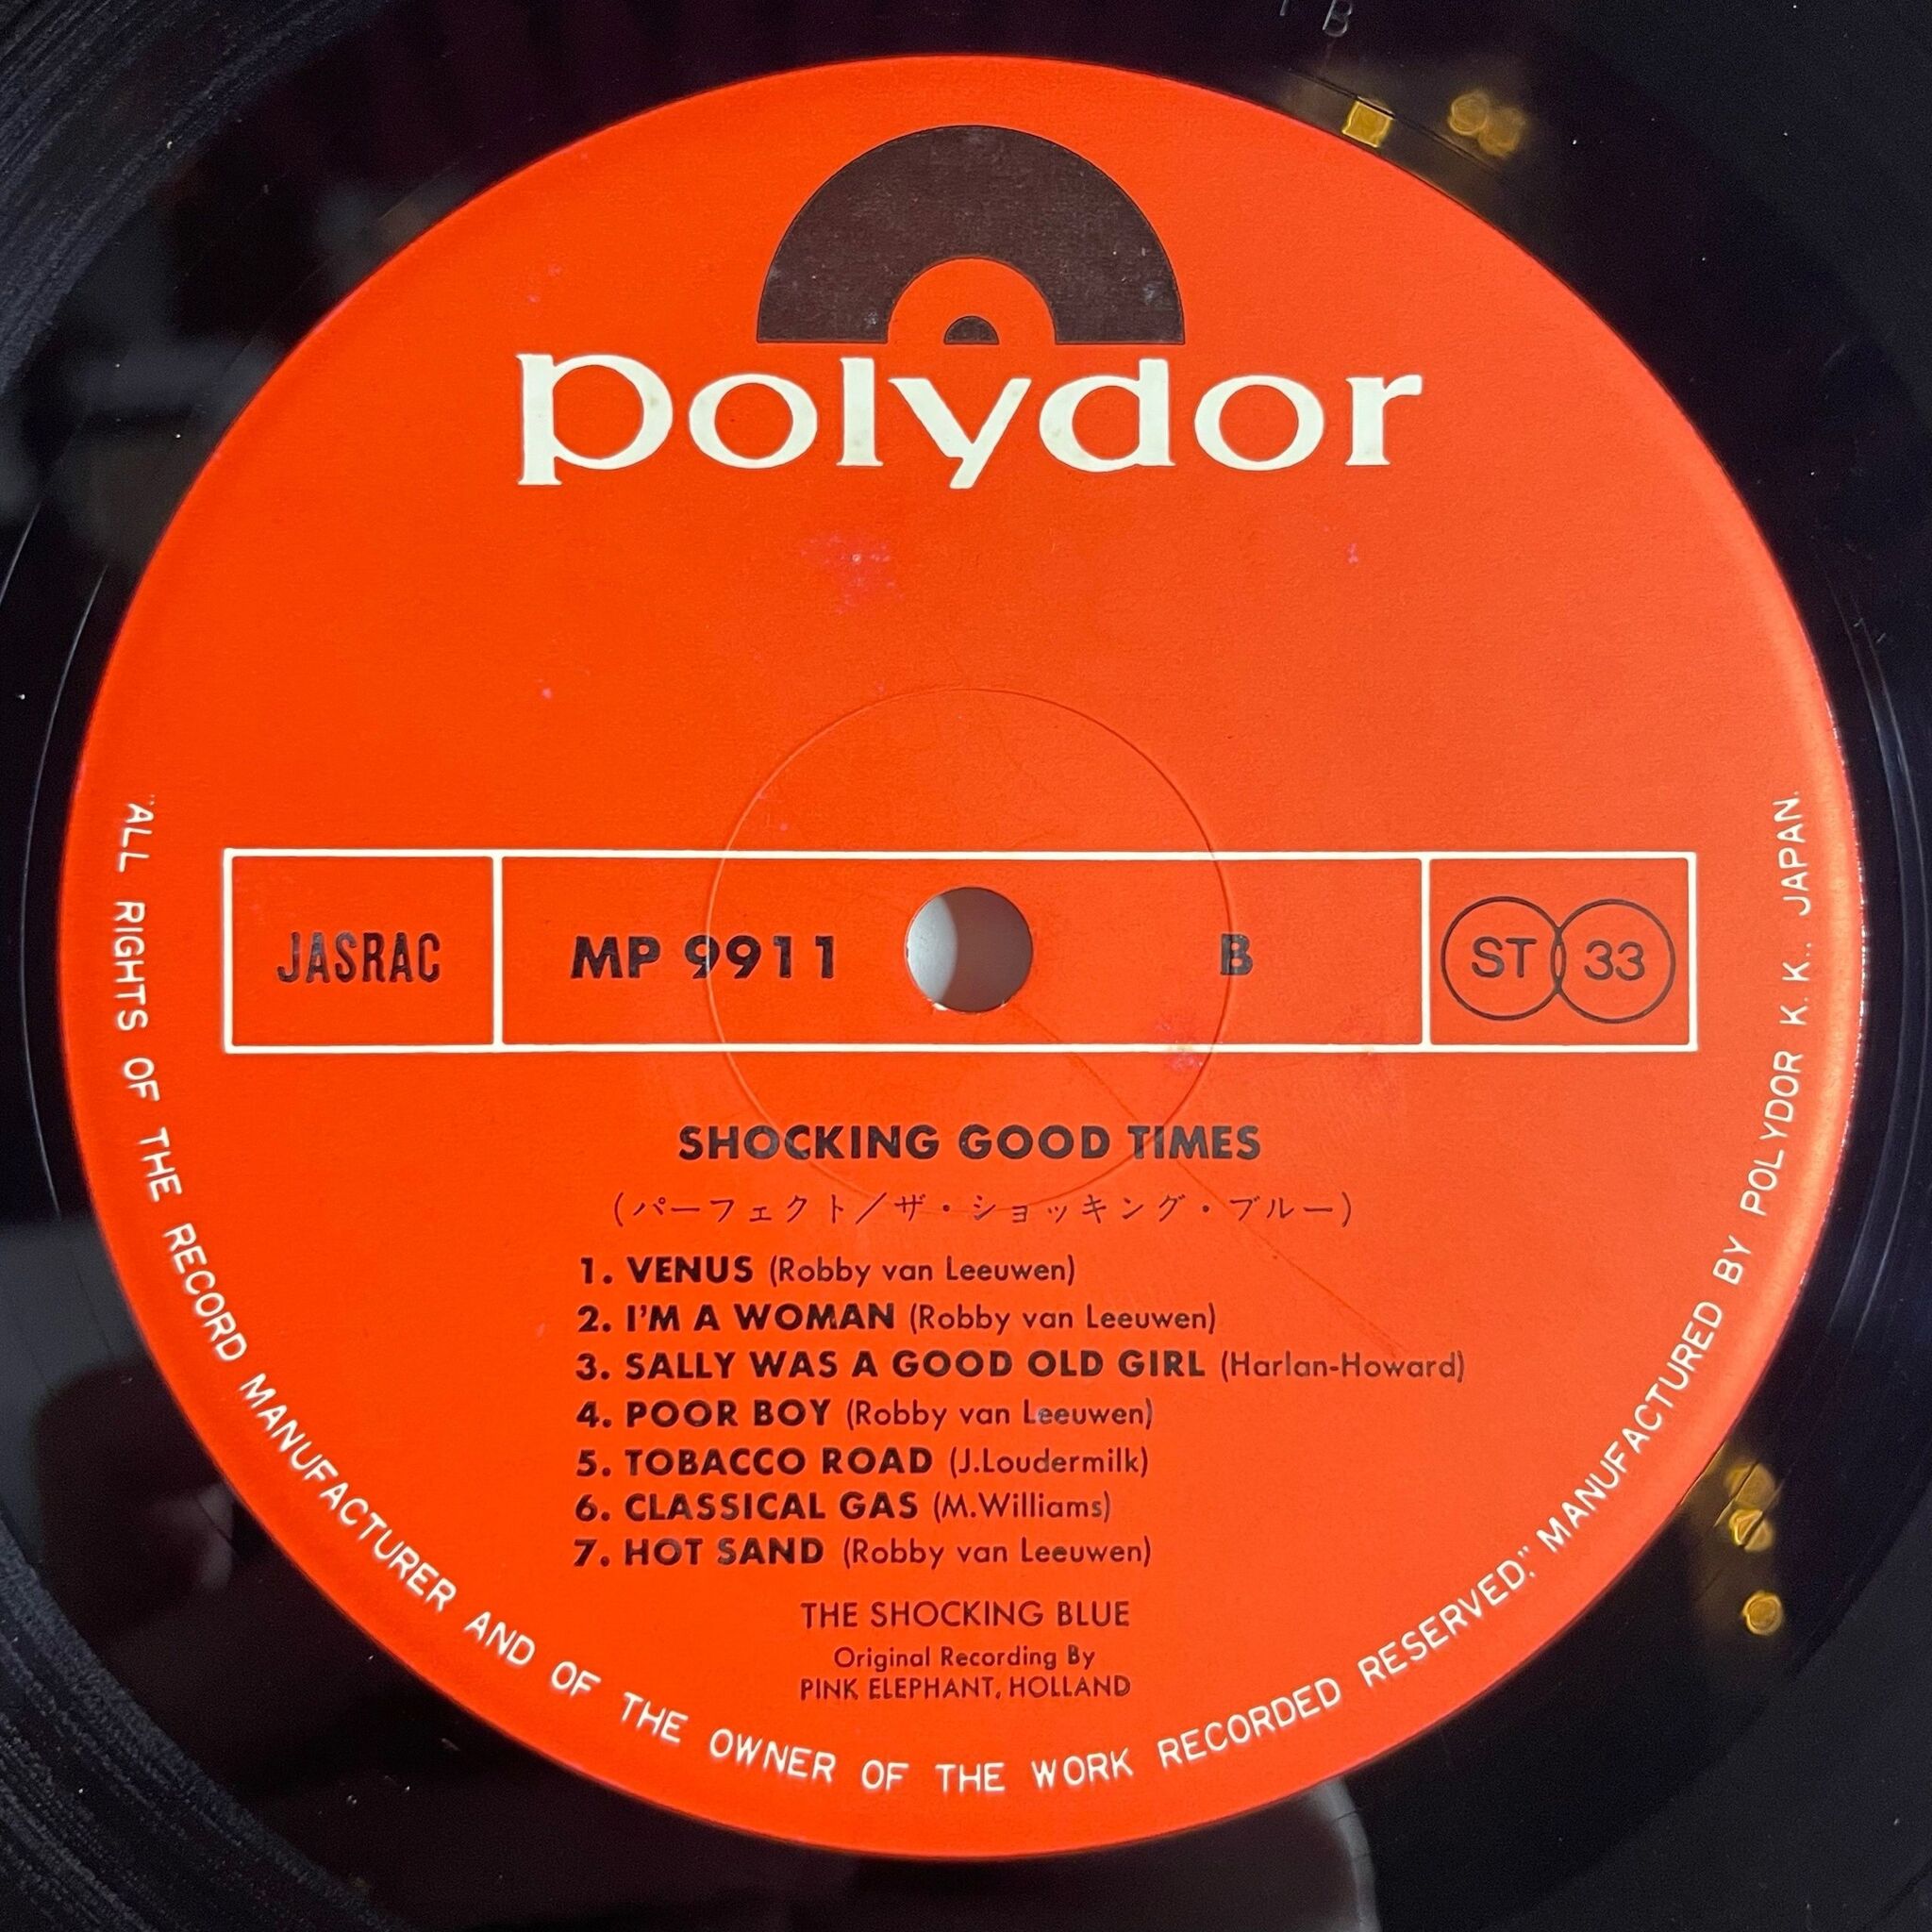 B
polydor
JASRAC
MP 9911
B
ST 33
SHOCKING GOOD TIMES
(パーフェクト／ザ・ショッキング・ブルー)
1. VENUS (Robby van Leeuwen)
2. I'M A WOMAN (Robby van Leeuwen)
3. SALLY WAS A GOOD OLD GIRL (Harlan-Howard)
4. POOR BOY (Robby van Leeuwen)
5. TOBACCO ROAD (J.Loudermilk)
6. CLASSICAL GAS (M.Williams)
7. HOT SAND (Robby van Leeuwen)
THE SHOCKING BLUE
Original Recording By
PINK ELEPHANT, HOLLAND
"ALL RIGHTS OF THE RECORD MANUFACTURER AND OF THE OWNER OF THE WORK RECORDED RESERVED." MANUFACTURED BY POLYDOR K. K., JAPAN.